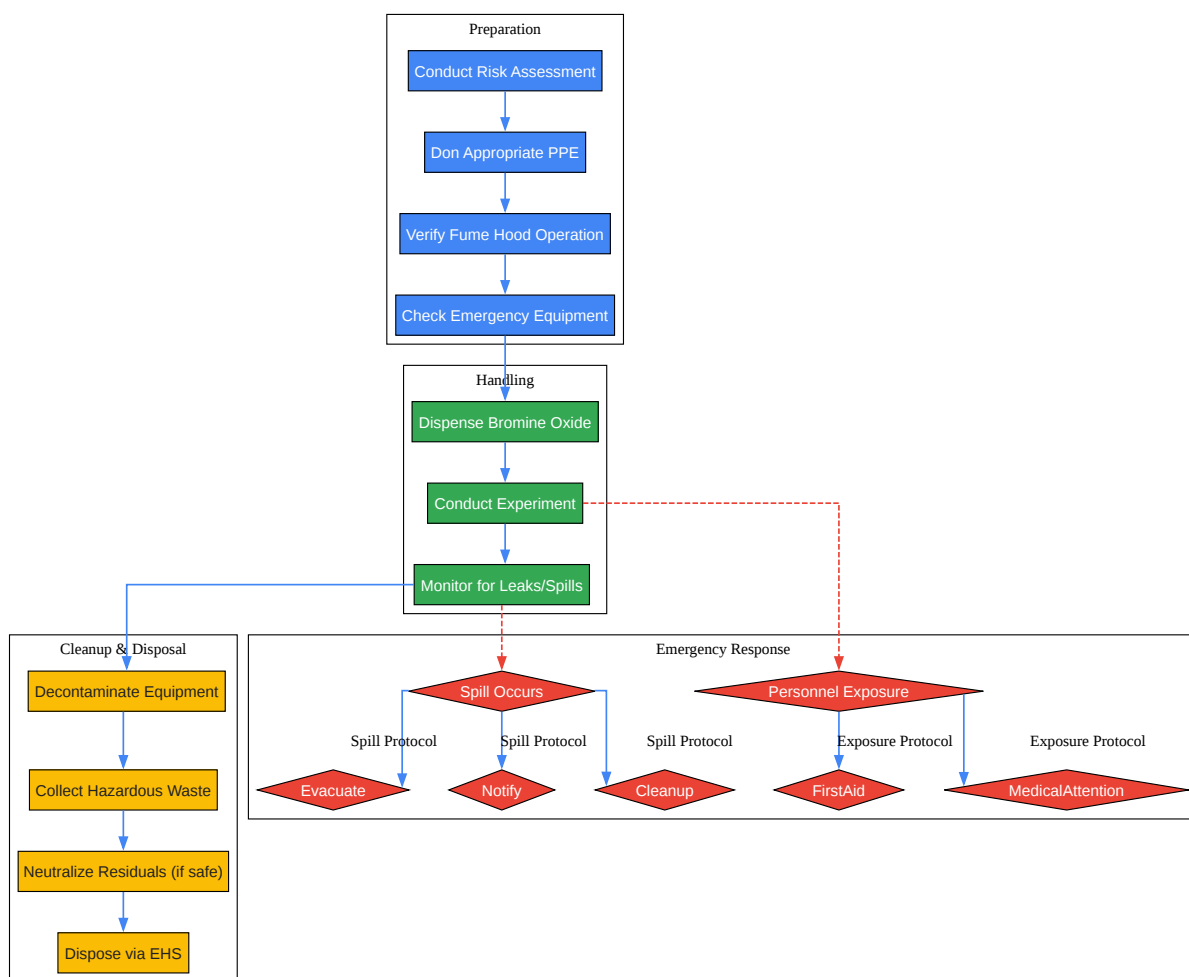 Preparation
Conduct Risk Assessment
Don Appropriate PPE
Verify Fume Hood Operation
Check Emergency Equipment
Handling
Dispense Bromine Oxide
Conduct Experiment
Monitor for Leaks/Spills
Cleanup & Disposal
Decontaminate Equipment
Collect Hazardous Waste
Neutralize Residuals (if safe)
Dispose via EHS
Emergency Response
Spill Occurs
Personnel Exposure
Spill Protocol
Spill Protocol
Spill Protocol
Exposure Protocol
Exposure Protocol
Evacuate
Notify
Cleanup
FirstAid
MedicalAttention